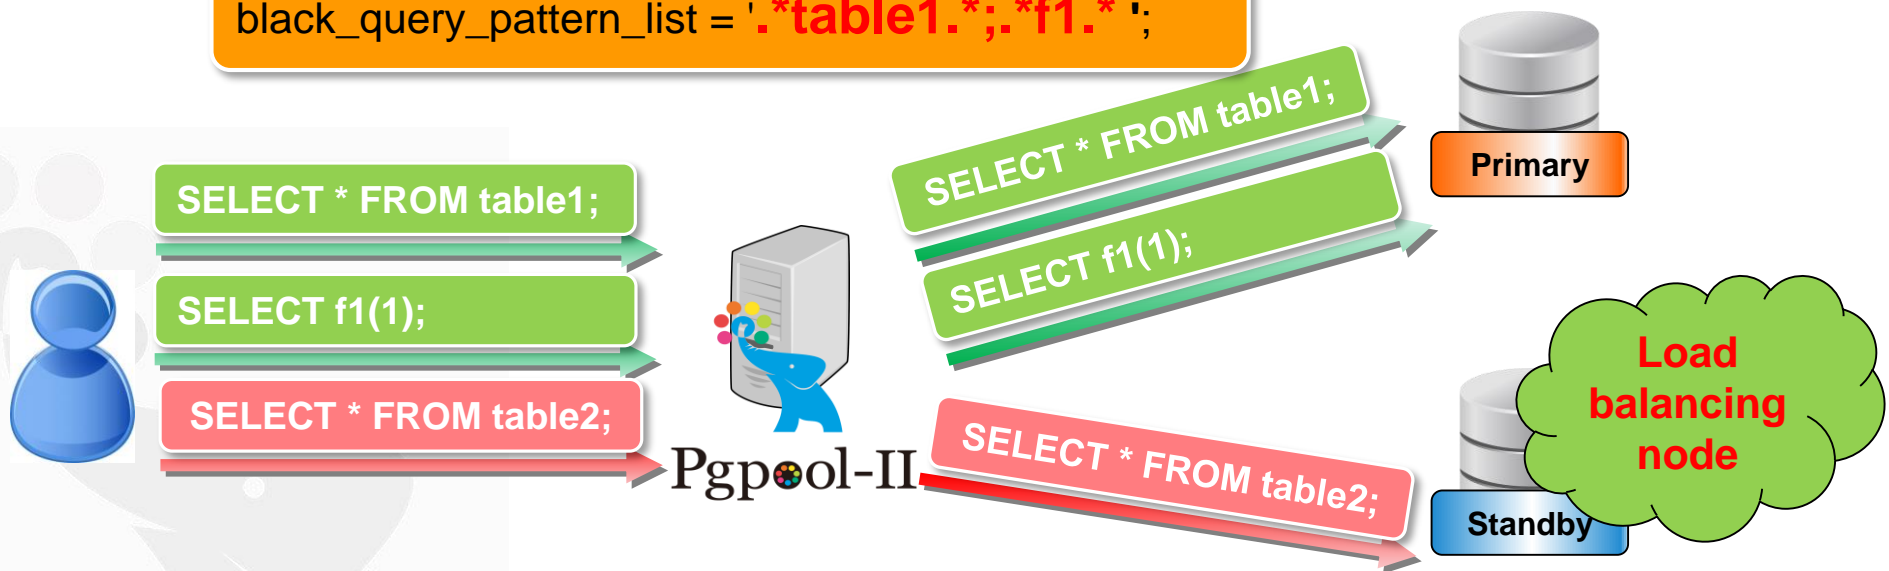 black_query_pattern_list = '.*table1.*;.*f1.* ';
SELECT * FROM table1;
SELECT f1(1);
SELECT * FROM table2;
Pgpool-II
SELECT * FROM table1;
SELECT f1(1);
SELECT * FROM table2;
Primary
Load
balancing
node
Standby